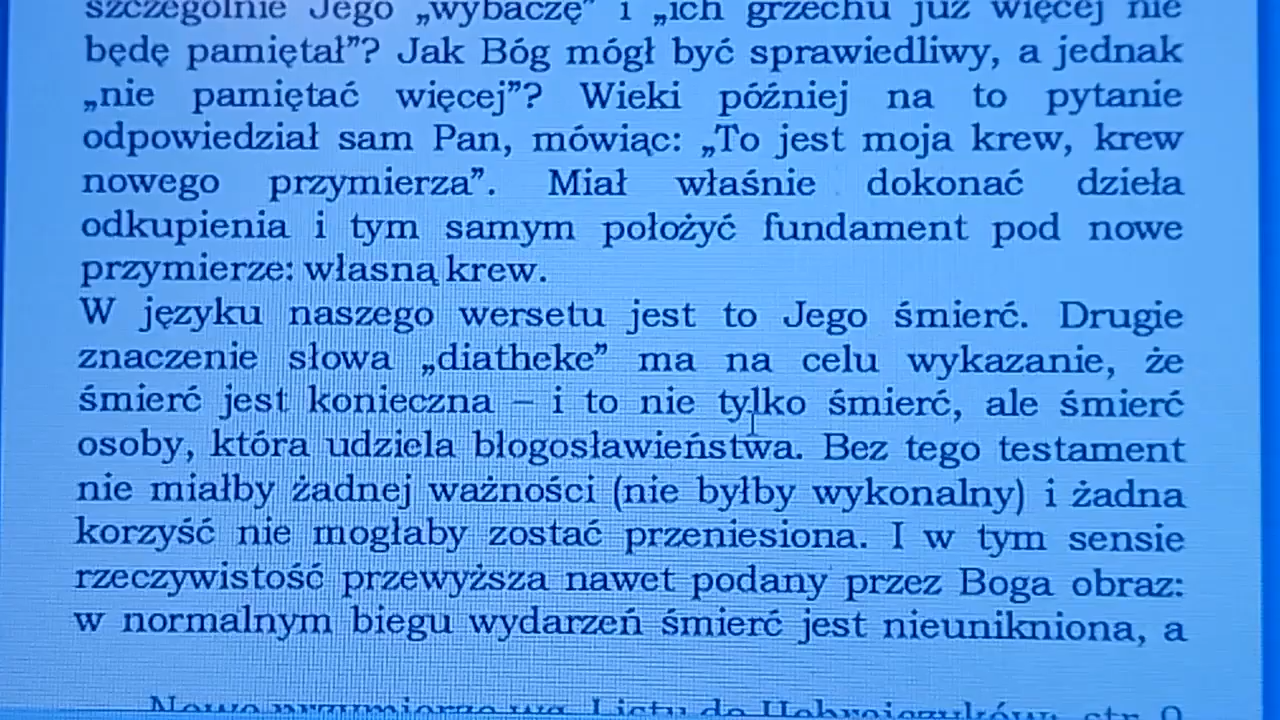 szczególnie Jego „wybaczę” i „ich grzechu już więcej nie
będę pamiętał”? Jak Bóg mógł być sprawiedliwy, a jednak
„nie pamiętać więcej”? Wieki później na to pytanie
odpowiedział sam Pan, mówiąc: „To jest moja krew, krew
nowego przymierza”. Miał właśnie dokonać dzieła
odkupienia i tym samym położyć fundament pod nowe
przymierze: własną krew.
W języku naszego wersetu jest to Jego śmierć. Drugie
znaczenie słowa „diatheke” ma na celu wykazanie, że
śmierć jest konieczna – i to nie tylko śmierć, ale śmierć
osoby, która udziela błogosławieństwa. Bez tego testament
nie miałby żadnej ważności (nie byłby wykonalny) i żadna
korzyść nie mogłaby zostać przeniesiona. I w tym sensie
rzeczywistość przewyższa nawet podany przez Boga obraz:
w normalnym biegu wydarzeń śmierć jest nieunikniona, a